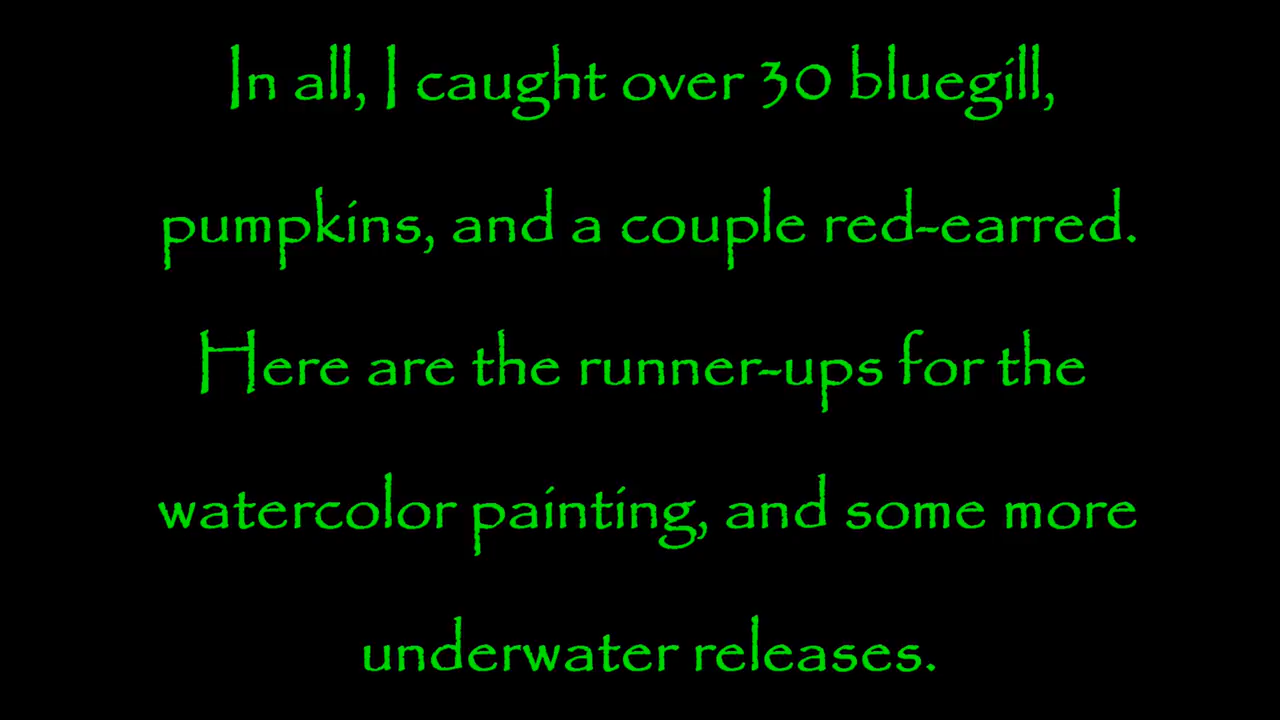 In all, I caught over 30 bluegill,
pumpkins, and a couple red-earred.
Here are the runner-ups for the
watercolor painting, and some more
underwater releases.